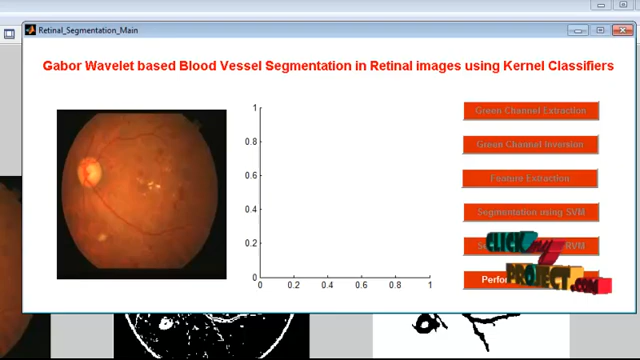 Retinal_Segmentation_Main
Gabor Wavelet based Blood Vessel Segmentation in Retinal images using Kernel Classifiers
Green Channel Extraction
Green Channel Inversion
Feature Extraction
Segmentation using SVM
RVM
CLICK my
PROJECT.COM
1
0.8
0.6
0.4
0.2
0
0 0.2 0.4 0.6 0.8 1